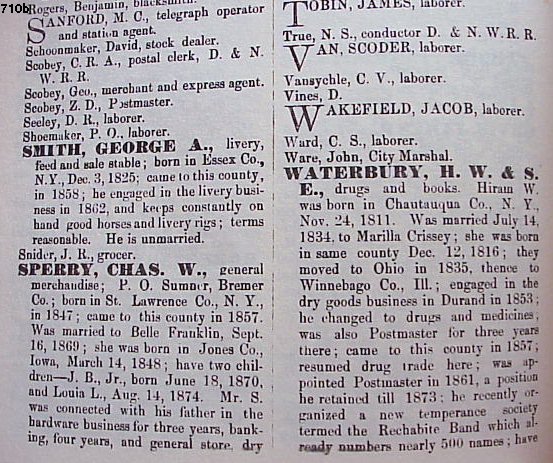 710b
Rogers, Benjamin, blacksmith.
SANFORD, M. C., telegraph operator
and station agent.
Schoonmaker, David, stock dealer.
Scobey, C. R. A., postal clerk, D. & N.
W. R. R.
Scobey, Geo., merchant and express agent.
Scobey, Z. D., Postmaster.
Seeley, D. R., laborer.
Shoemaker, P. O., laborer.
SMITH, GEORGE A., livery,
feed and sale stable; born in Essex Co.,
N.Y., Dec. 3, 1825; came to this county,
in 1858; he engaged in the livery busi-
ness in 1862, and keeps constantly on
hand good horses and livery rigs; terms
reasonable. He is unmarried.
Snider, J. R., grocer.
SPERRY, CHAS. W., general
merchandise; P. O. Sumner, Bremer
Co.; born in St. Lawrence Co., N. Y.,
in 1847; came to this county in 1857.
Was married to Belle Franklin, Sept.
16, 1869; she was born in Jones Co.,
Iowa, March 14, 1848; have two chil-
dren—J. B., Jr., born June 18, 1870,
and Louia L., Aug. 14, 1874. Mr. S.
was connected with his father in the
hardware business for three years, bank-
ing, four years, and general store, dry
TOBIN, JAMES, laborer.
True, N. S., conductor D. & N. W. R. R.
VAN, SCODER, laborer.
Vansychle, C. V., laborer.
Vines, D.
WAKEFIELD, JACOB, laborer.
Ward, C. S., laborer.
Ware, John, City Marshal.
WATERBURY, H. W. & S.
E., drugs and books. Hiram W.
was born in Chautauqua Co., N. Y.,
Nov. 24, 1811. Was married July 14,
1834, to Marilla Crissey; she was born
in same county Dec. 12, 1816; they
moved to Ohio in 1835, thence to
Winnebago Co., Ill.; engaged in the
dry goods business in Durand in 1853;
he changed to drugs and medicines;
was also Postmaster for three years
there; came to this county in 1857;
resumed drug trade here; was ap-
pointed Postmaster in 1861, a position
he retained till 1873; he recently or-
ganized a new temperance society
termed the Rechabite Band which al-
ready numbers nearly 500 names; have